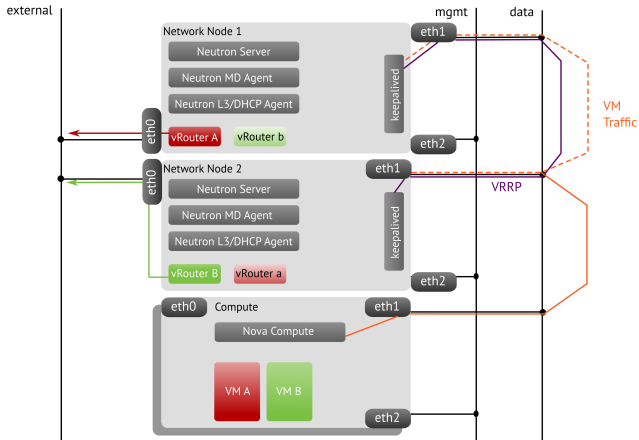 external
mgmt
data
Network Node 1
eth1
Neutron Server
Neutron MD Agent
Neutron L3/DHCP Agent
keepalived
VM
Traffic
eth0
vRouter A
vRouter b
eth2
Network Node 2
eth1
eth0
Neutron Server
VRRP
Neutron MD Agent
Neutron L3/DHCP Agent
keepalived
vRouter B
vRouter a
eth2
eth0
Compute
eth1
Nova Compute
VM A
VM B
eth2